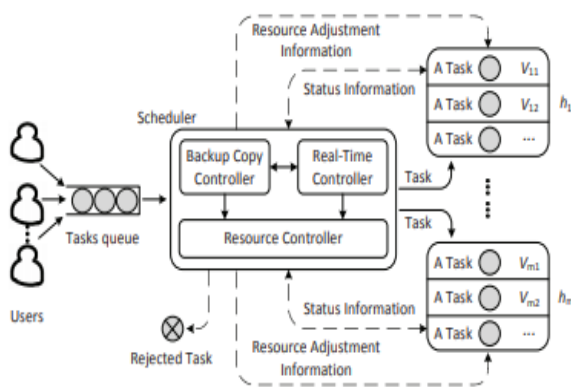 Resource Adjustment
Information
A Task V11
Status Information
A Task V12 h1
Scheduler
A Task ...
Backup Copy
Controller
Real-Time
Controller
Task
Task
Tasks queue
Resource Controller
A Task Vm1
Users
Status Information
A Task Vm2
Rejected Task
Resource Adjustment
Information
A Task ...